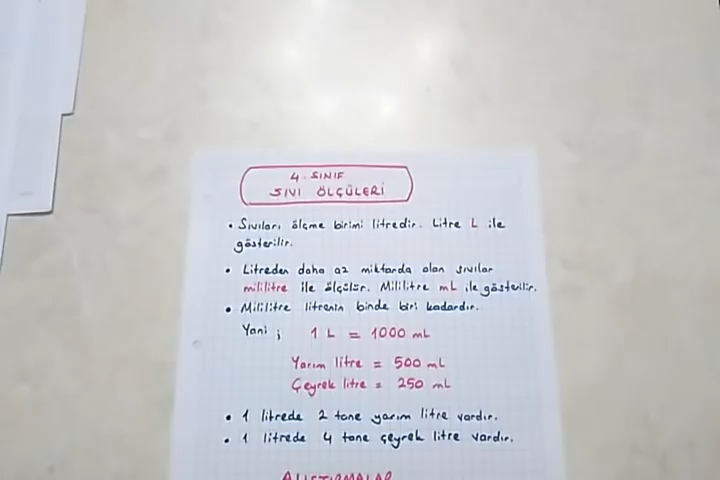 4. SINIF
SIVI ÖLÇÜLERİ
• Sıvıları ölçme birimi litredir. Litre L ile
gösterilir.
• Litreden daha az miktarda olan sıvılar
mililitre ile ölçülür. Mililitre mL ile gösterilir.
• Mililitre litrenin binde biri kadardır.
Yani ; 1 L = 1000 mL
Yarım litre = 500 mL
Çeyrek litre = 250 mL
• 1 litrede 2 tane yarım litre vardır.
• 1 litrede 4 tane çeyrek litre vardır.
ALIŞTIRMALAR